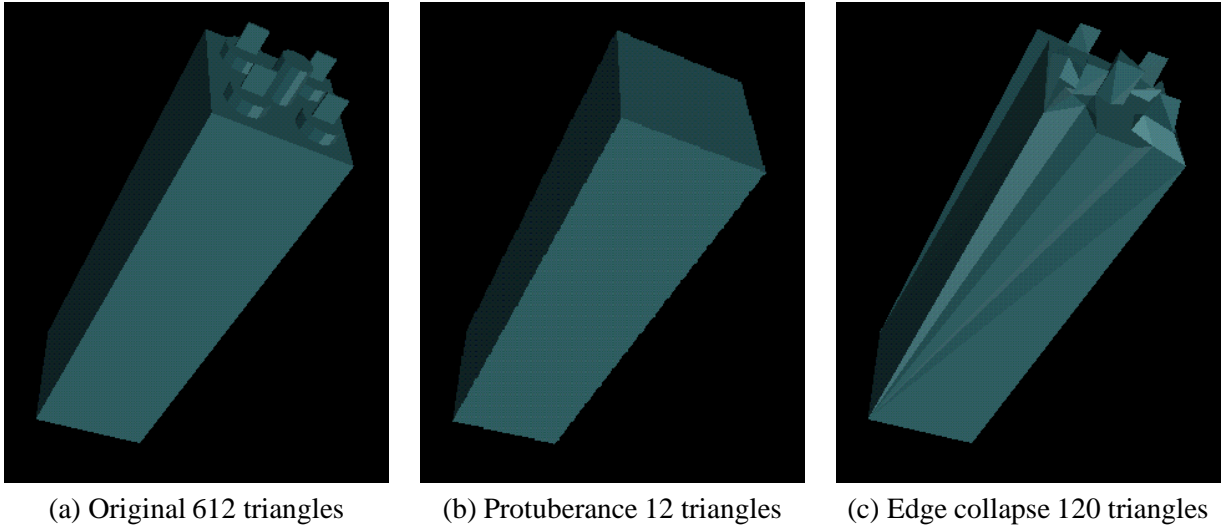 (a) Original 612 triangles
(b) Protuberance 12 triangles
(c) Edge collapse 120 triangles